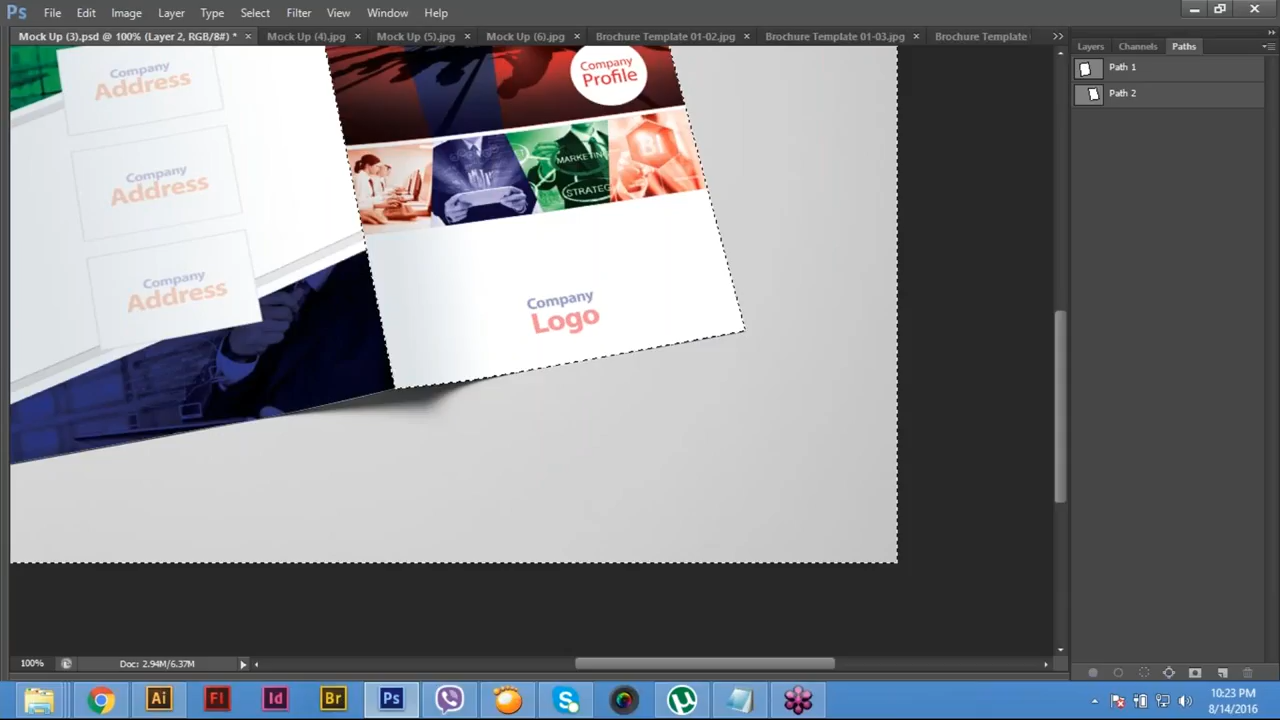 Ps File Edit Image Layer Type Select Filter View Window Help
Mock Up (3).psd @ 100% (Layer 2, RGB/8#) * × Mock Up (4).jpg × Mock Up (5).jpg × Mock Up (6).jpg × Brochure Template 01-02.jpg × Brochure Template 01-03.jpg × Brochure Template
Layers Channels Paths
Path 1
Path 2
Company
Address
Company
Profile
BI
MARKETING
STRATEG
Company
Address
Company
Address
Company
Logo
100% Doc: 2.94M/6.37M
Ai Fl Id Br Ps
10:23 PM
8/14/2016